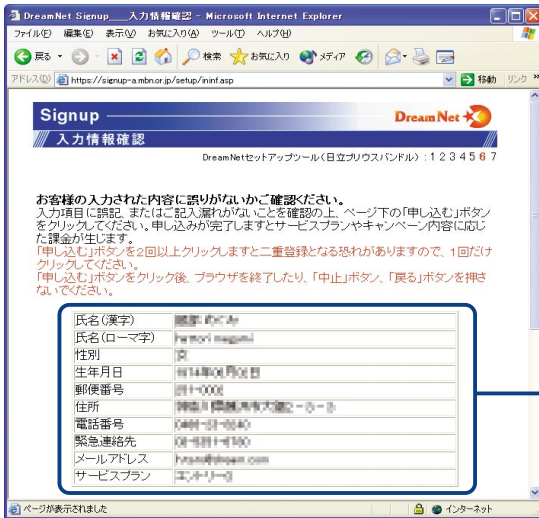 DreamNet Signup___入力情報確認 - Microsoft Internet Explorer
ファイル(F) 編集(E) 表示(V) お気に入り(A) ツール(T) ヘルプ(H)
戻る 検索 お気に入り メディア
アドレス(D) https://signup-a.mbn.or.jp/setup/ininf.asp 移動 リンク »
Signup DreamNet
入力情報確認
DreamNetセットアップツール(日立プリウスバンドル) : 1 2 3 4 5 6 7
お客様の入力された内容に誤りがないかご確認ください。
入力項目に誤記、またはご記入漏れがないことを確認の上、ページ下の「申し込む」ボタン
をクリックしてください。申し込みが完了しますとサービスプランやキャンペーン内容に応じ
た課金が生じます。
「申し込む」ボタンを2回以上クリックしますと二重登録となる恐れがありますので、1回だけ
クリックしてください。
「申し込む」ボタンをクリック後、ブラウザを終了したり、「中止」ボタン、「戻る」ボタンを押さ
ないでください。
氏名(漢字)
氏名(ローマ字)
性別
生年月日
郵便番号
住所
電話番号
緊急連絡先
メールアドレス
サービスプラン
ページが表示されました インターネット